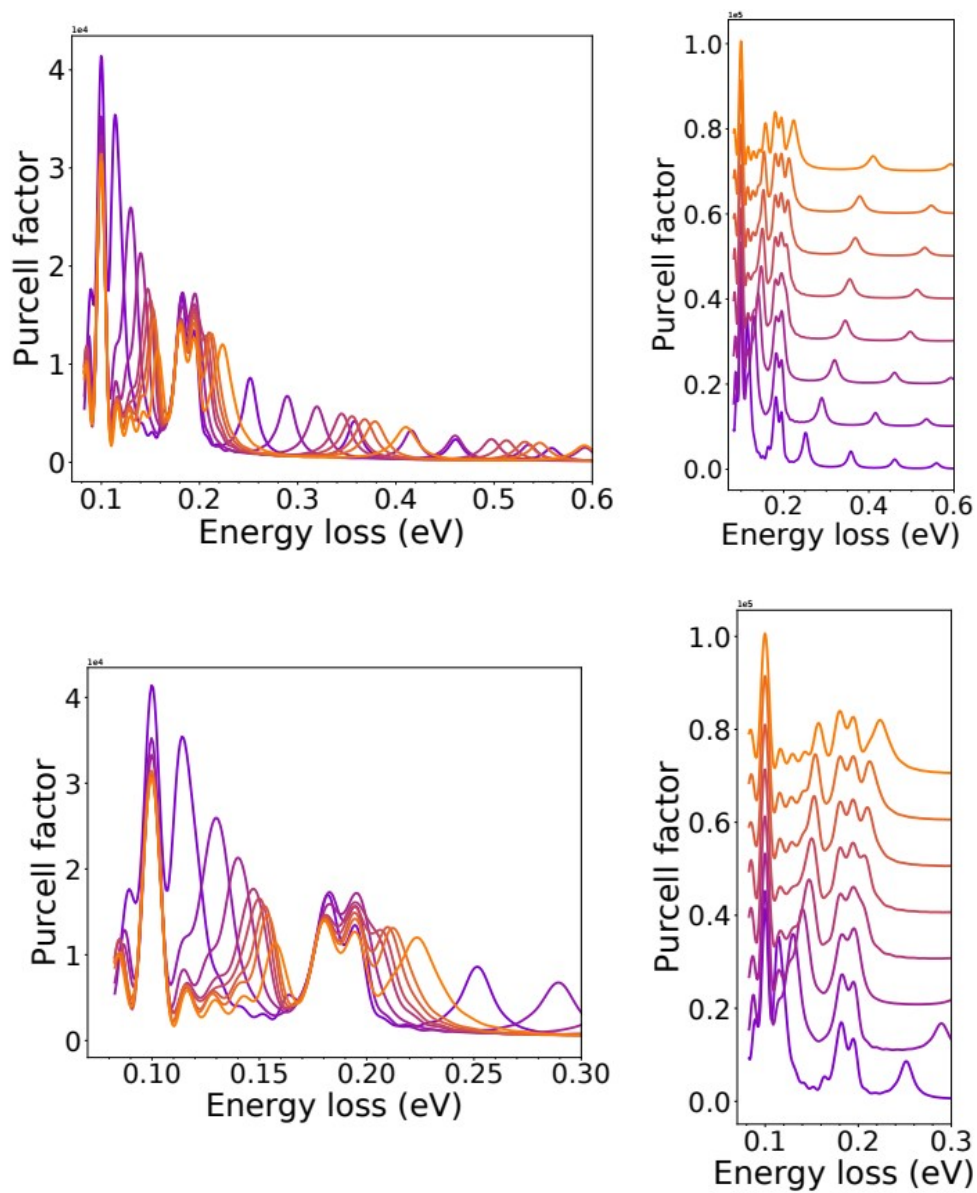 1e4
4
3
2
1
0
Purcell factor
0.1 0.2 0.3 0.4 0.5 0.6
Energy loss (eV)
1e5
1.0
0.8
0.6
0.4
0.2
0.0
Purcell factor
0.2 0.4 0.6
Energy loss (eV)
1e4
4
3
2
1
0
Purcell factor
0.10 0.15 0.20 0.25 0.30
Energy loss (eV)
1e5
1.0
0.8
0.6
0.4
0.2
0.0
Purcell factor
0.1 0.2 0.3
Energy loss (eV)